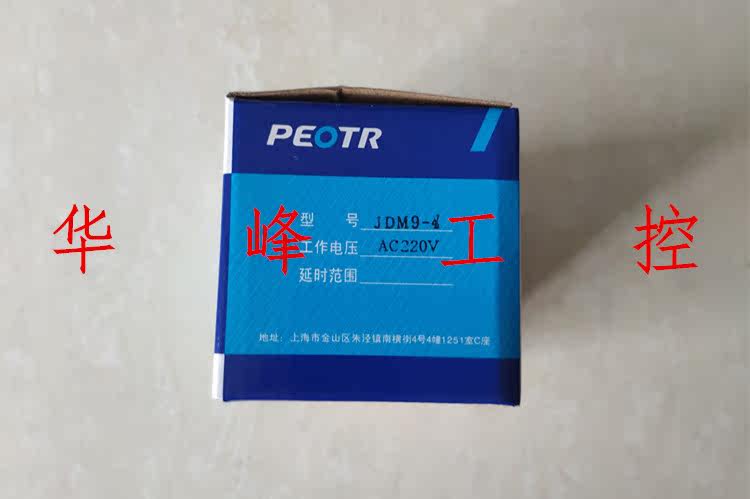 PEOTR
型 号 JDM9-4
工作电压 AC220V
延时范围
地址：上海市金山区朱泾镇南横街4号4幢1251室C座
华峰工控